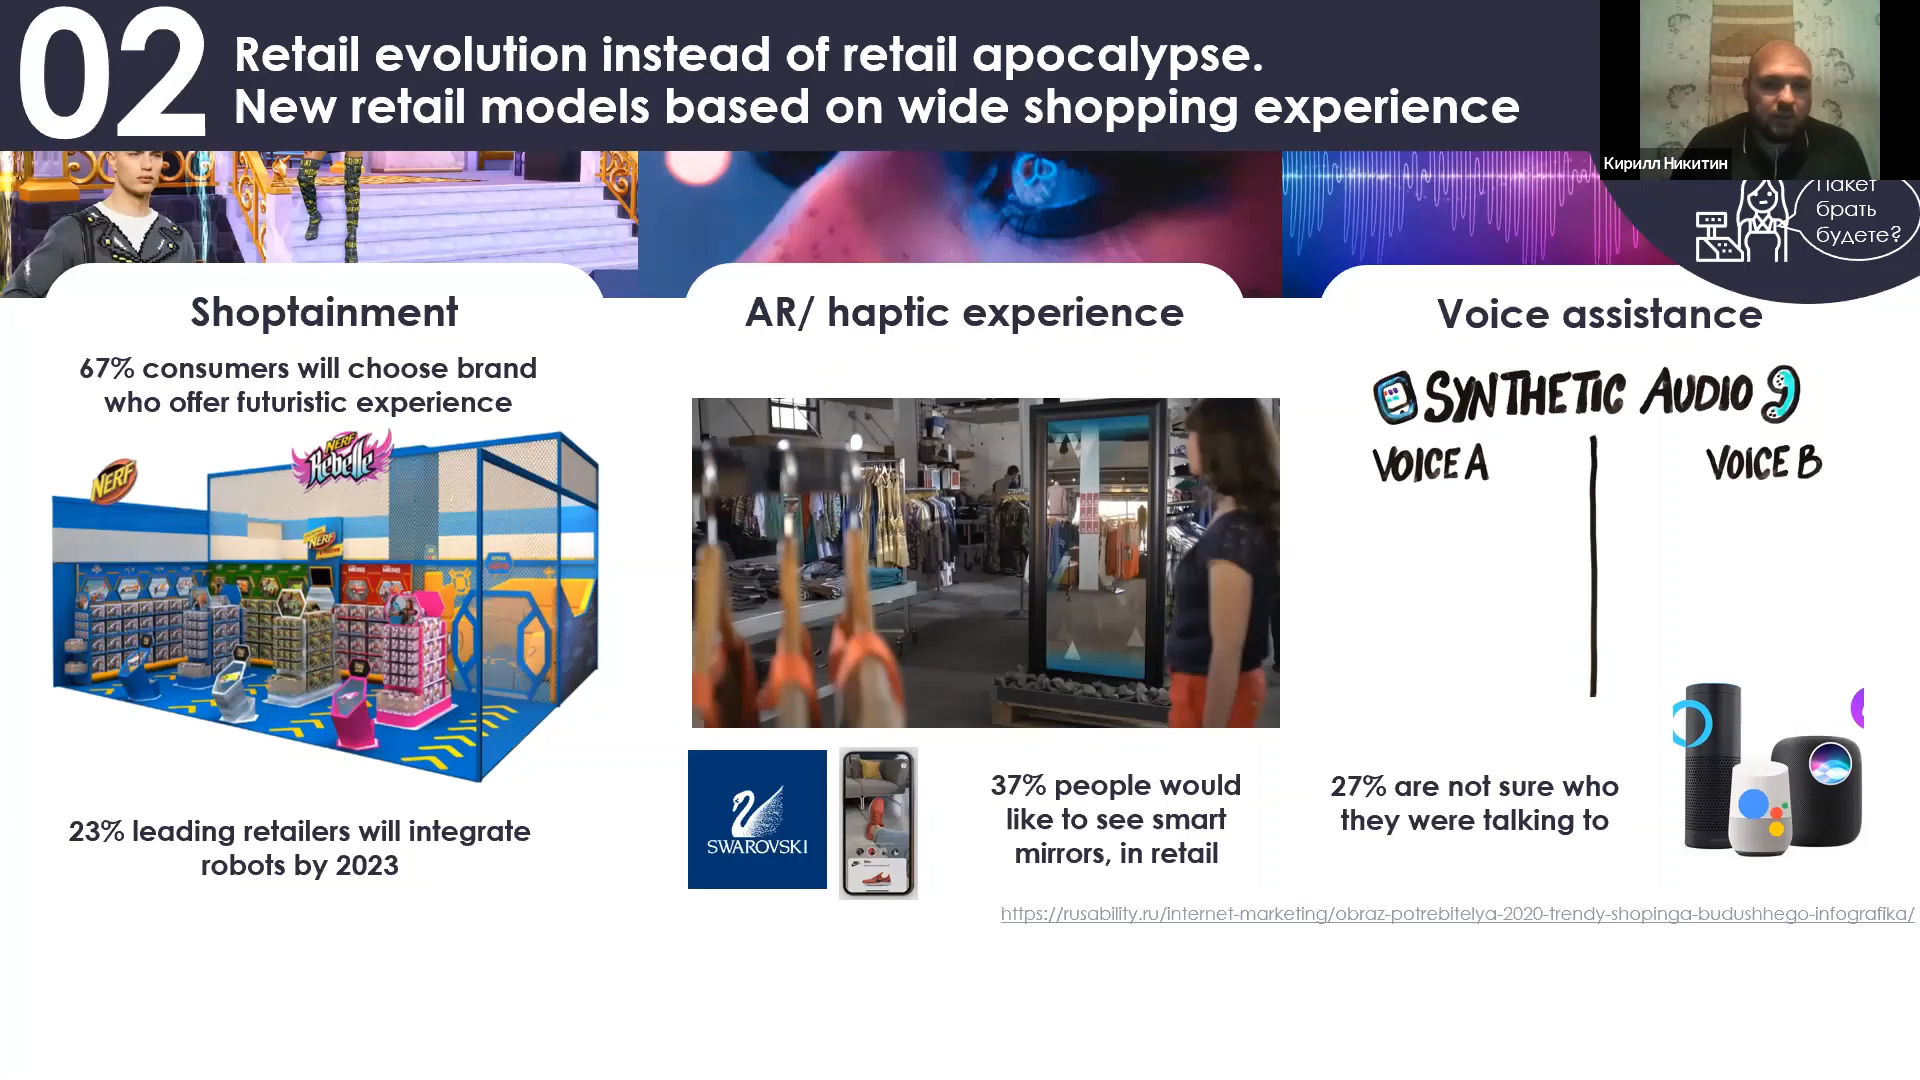 02
Retail evolution instead of retail apocalypse.
New retail models based on wide shopping experience
Кирилл Никитин
Пакет
брать
будете?
Shoptainment
67% consumers will choose brand
who offer futuristic experience
NERF
NERF
Rebelle
NERF
23% leading retailers will integrate
robots by 2023
AR/ haptic experience
SWAROVSKI
37% people would
like to see smart
mirrors, in retail
Voice assistance
SYNTHETIC AUDIO
VOICE A
VOICE B
27% are not sure who
they were talking to
https://rusability.ru/internet-marketing/obraz-potrebitelya-2020-trendy-shopinga-budushhego-infografika/